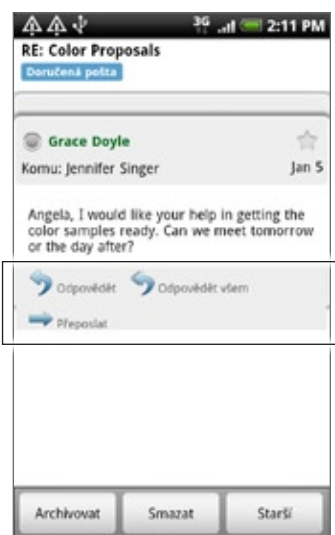 3G 2:11 PM
RE: Color Proposals
Doručená pošta
Grace Doyle
Komu: Jennifer Singer Jan 5
Angela, I would like your help in getting the
color samples ready. Can we meet tomorrow
or the day after?
Odpovědět Odpovědět všem
Přeposlat
Archivovat Smazat Starší